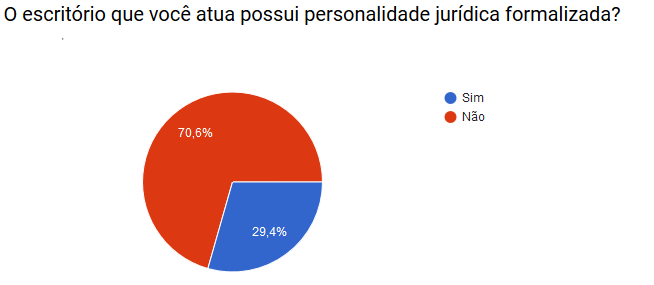 O escritório que você atua possui personalidade jurídica formalizada?
Sim
Não
70,6%
29,4%